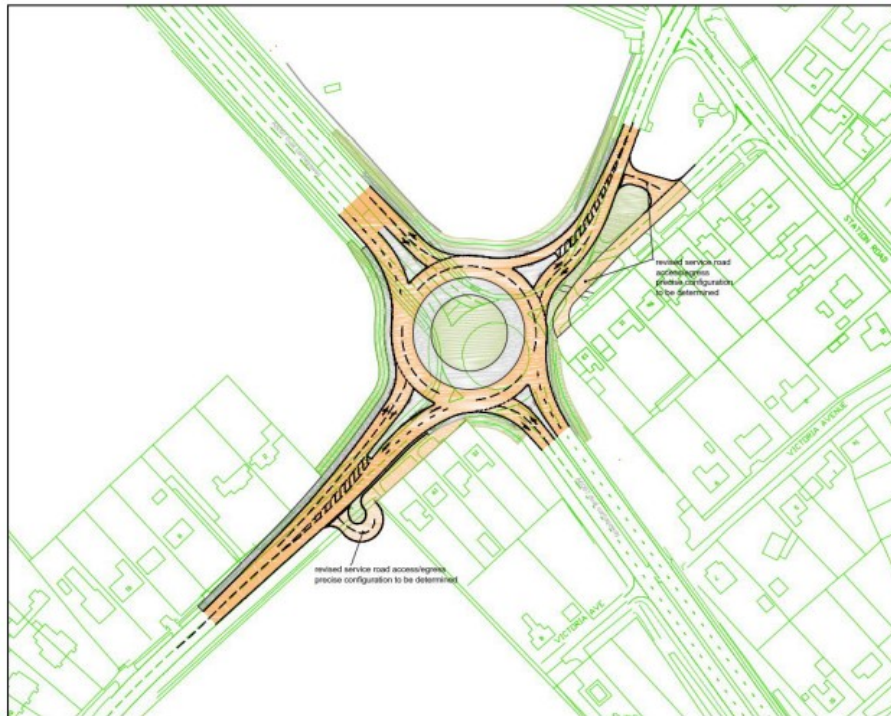 revised service road
access/egress
precise configuration
to be determined
STATION ROAD
VICTORIA AVENUE
revised service road access/egress
precise configuration to be determined
VICTORIA AVE